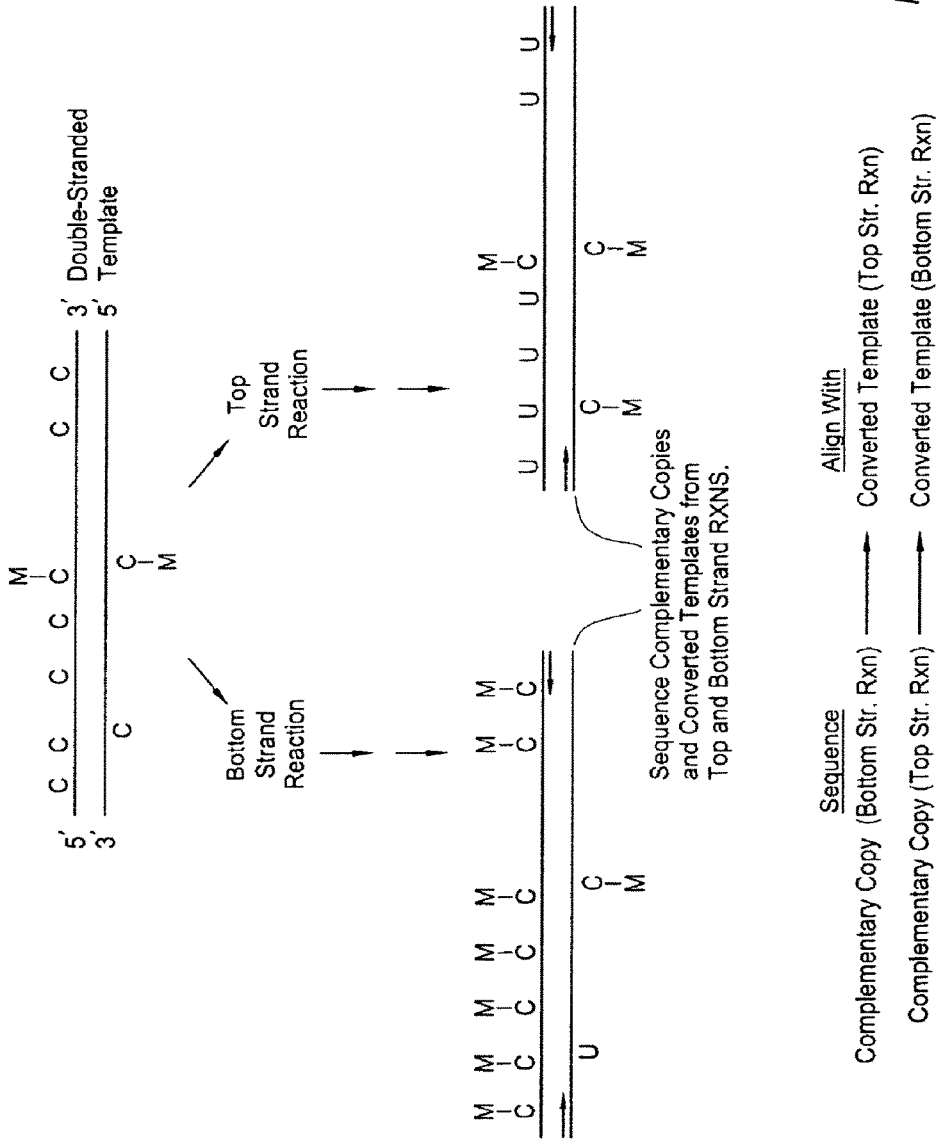 M
C C C C C C C
5´ 3´ Double-Stranded
3´ 5´ Template
C C
M
Bottom
Strand
Reaction
Top
Strand
Reaction
M M M M M M M
C C C C C C C
U C
M
M
U U U U C U U
C C
M M
Sequence Complementary Copies
and Converted Templates from
Top and Bottom Strand RXNS.
Sequence Align With
Complementary Copy (Bottom Str. Rxn) → Converted Template (Top Str. Rxn)
Complementary Copy (Top Str. Rxn) → Converted Template (Bottom Str. Rxn)